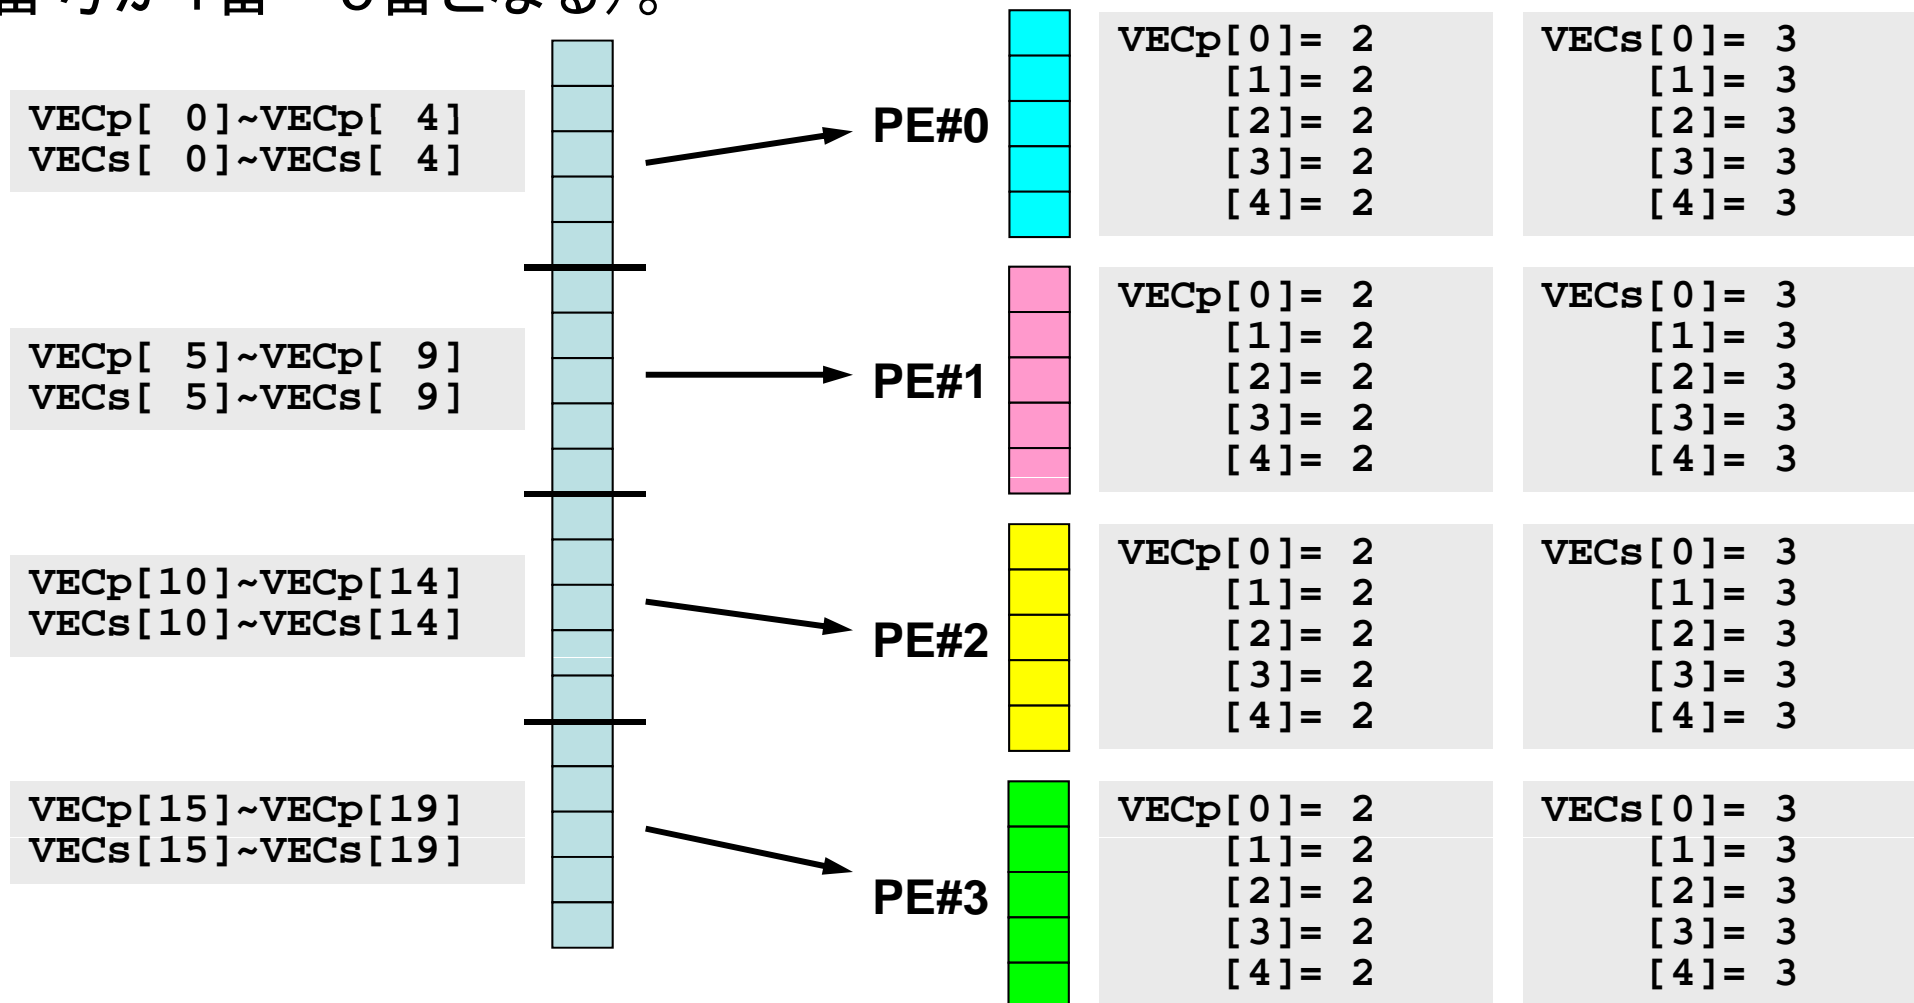 となる)。
VECp[ 0]~VECp[ 4]
VECs[ 0]~VECs[ 4]
PE#0
VECp[0]= 2
[1]= 2
[2]= 2
[3]= 2
[4]= 2
VECs[0]= 3
[1]= 3
[2]= 3
[3]= 3
[4]= 3
VECp[ 5]~VECp[ 9]
VECs[ 5]~VECs[ 9]
PE#1
VECp[0]= 2
[1]= 2
[2]= 2
[3]= 2
[4]= 2
VECs[0]= 3
[1]= 3
[2]= 3
[3]= 3
[4]= 3
VECp[10]~VECp[14]
VECs[10]~VECs[14]
PE#2
VECp[0]= 2
[1]= 2
[2]= 2
[3]= 2
[4]= 2
VECs[0]= 3
[1]= 3
[2]= 3
[3]= 3
[4]= 3
VECp[15]~VECp[19]
VECs[15]~VECs[19]
PE#3
VECp[0]= 2
[1]= 2
[2]= 2
[3]= 2
[4]= 2
VECs[0]= 3
[1]= 3
[2]= 3
[3]= 3
[4]= 3